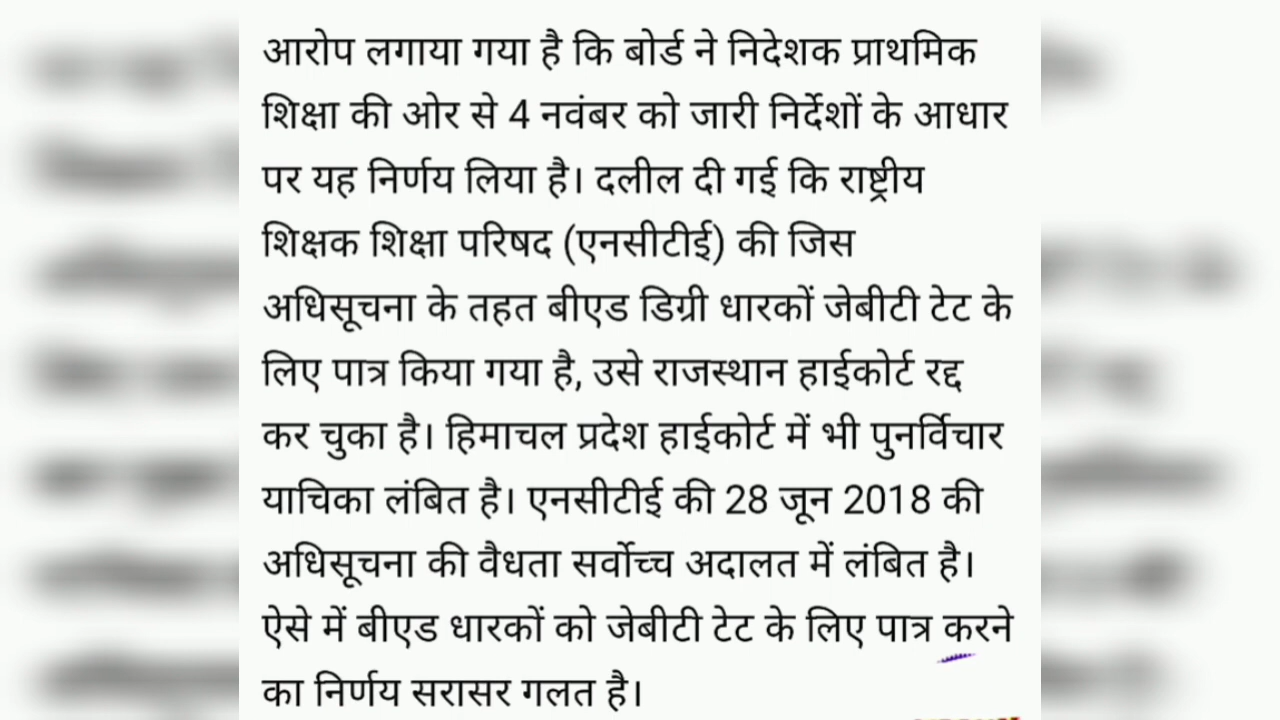 आरोप लगाया गया है कि बोर्ड ने निदेशक प्राथमिक
शिक्षा की ओर से 4 नवंबर को जारी निर्देशों के आधार
पर यह निर्णय लिया है। दलील दी गई कि राष्ट्रीय
शिक्षक शिक्षा परिषद (एनसीटीई) की जिस
अधिसूचना के तहत बीएड डिग्री धारकों जेबीटी टेट के
लिए पात्र किया गया है, उसे राजस्थान हाईकोर्ट रद्द
कर चुका है। हिमाचल प्रदेश हाईकोर्ट में भी पुनर्विचार
याचिका लंबित है। एनसीटीई की 28 जून 2018 की
अधिसूचना की वैधता सर्वोच्च अदालत में लंबित है।
ऐसे में बीएड धारकों को जेबीटी टेट के लिए पात्र करने
का निर्णय सरासर गलत है।